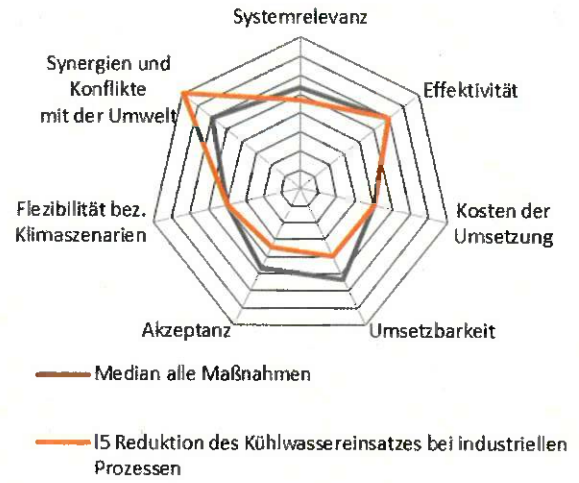 Systemrelevanz
Synergien und
Konflikte
mit der Umwelt
Effektivität
Flezibilität bez.
Klimaszenarien
Kosten der
Umsetzung
Akzeptanz
Umsetzbarkeit
Median alle Maßnahmen
I5 Reduktion des Kühlwassereinsatzes bei industriellen
Prozessen